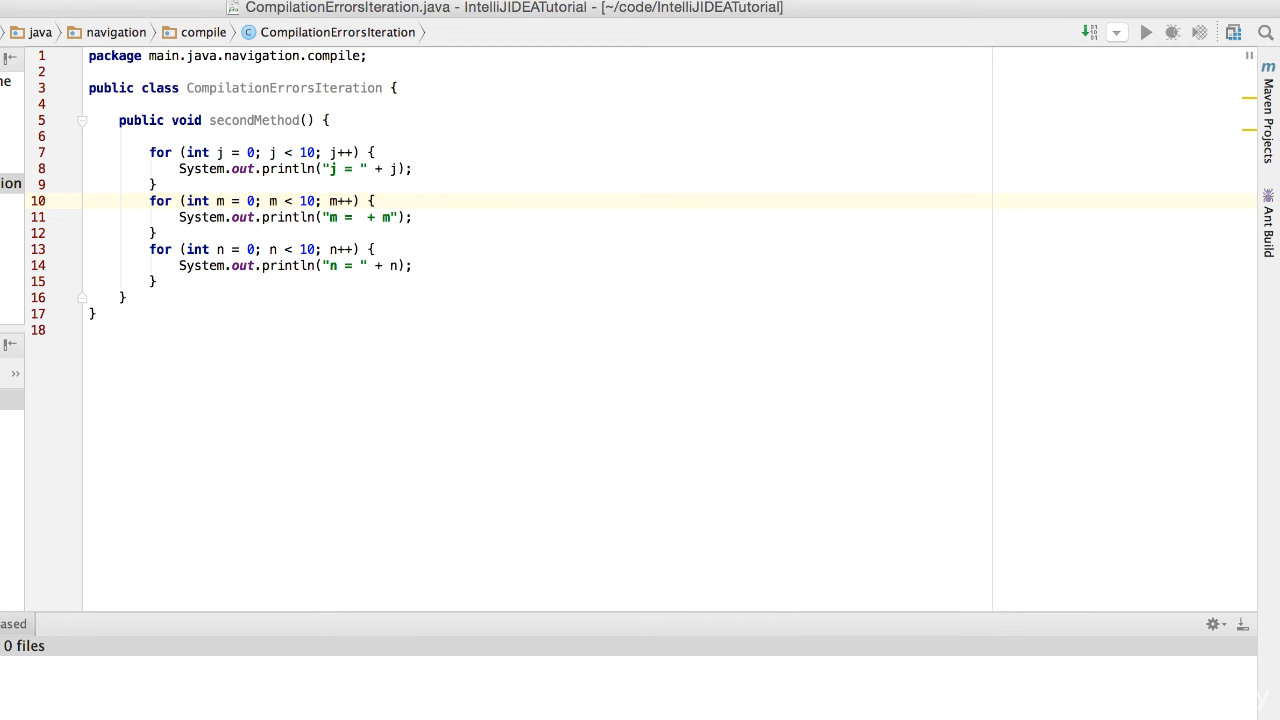 CompilationErrorsIteration.java - IntelliJIDEATutorial - [~/code/IntelliJIDEATutorial]
java navigation compile CompilationErrorsIteration
1 package main.java.navigation.compile;
2
3 public class CompilationErrorsIteration {
4
5 public void secondMethod() {
6
7 for (int j = 0; j < 10; j++) {
8 System.out.println("j = " + j);
9 }
10 for (int m = 0; m < 10; m++) {
11 System.out.println("m =  + m");
12 }
13 for (int n = 0; n < 10; n++) {
14 System.out.println("n = " + n);
15 }
16 }
17 }
18
ne
ion
Maven Projects
Ant Build
ased
0 files